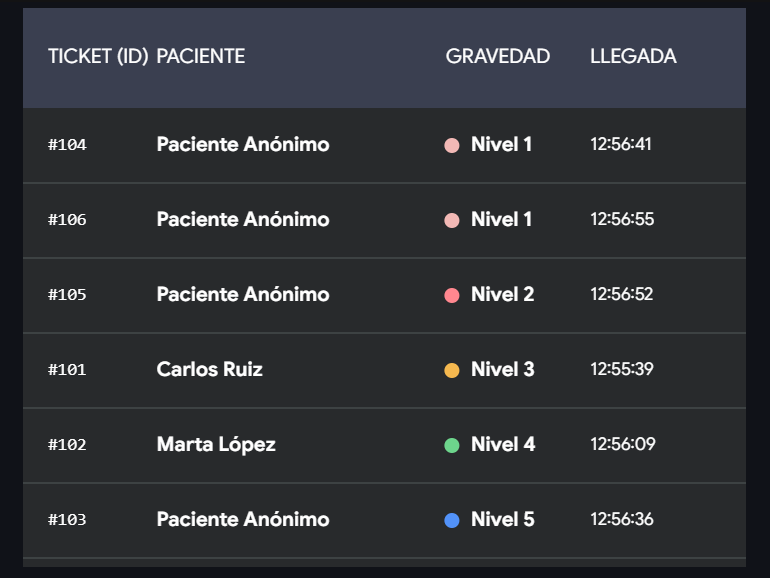 TICKET (ID) PACIENTE GRAVEDAD LLEGADA
#104 Paciente Anónimo Nivel 1 12:56:41
#106 Paciente Anónimo Nivel 1 12:56:55
#105 Paciente Anónimo Nivel 2 12:56:52
#101 Carlos Ruiz Nivel 3 12:55:39
#102 Marta López Nivel 4 12:56:09
#103 Paciente Anónimo Nivel 5 12:56:36